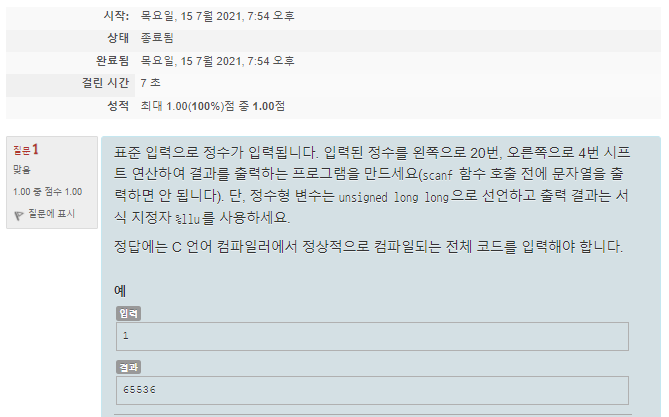 시작: 목요일, 15 7월 2021, 7:54 오후
상태 종료됨
완료됨 목요일, 15 7월 2021, 7:54 오후
걸린 시간 7 초
성적 최대 1.00(100%)점 중 1.00점
질문 1
맞음
1.00 중 점수 1.00
질문에 표시
표준 입력으로 정수가 입력됩니다. 입력된 정수를 왼쪽으로 20번, 오른쪽으로 4번 시프
트 연산하여 결과를 출력하는 프로그램을 만드세요(scanf 함수 호출 전에 문자열을 출
력하면 안 됩니다). 단, 정수형 변수는 unsigned long long으로 선언하고 출력 결과는 서
식 지정자 %llu를 사용하세요.
정답에는 C 언어 컴파일러에서 정상적으로 컴파일되는 전체 코드를 입력해야 합니다.
예
입력
1
결과
65536